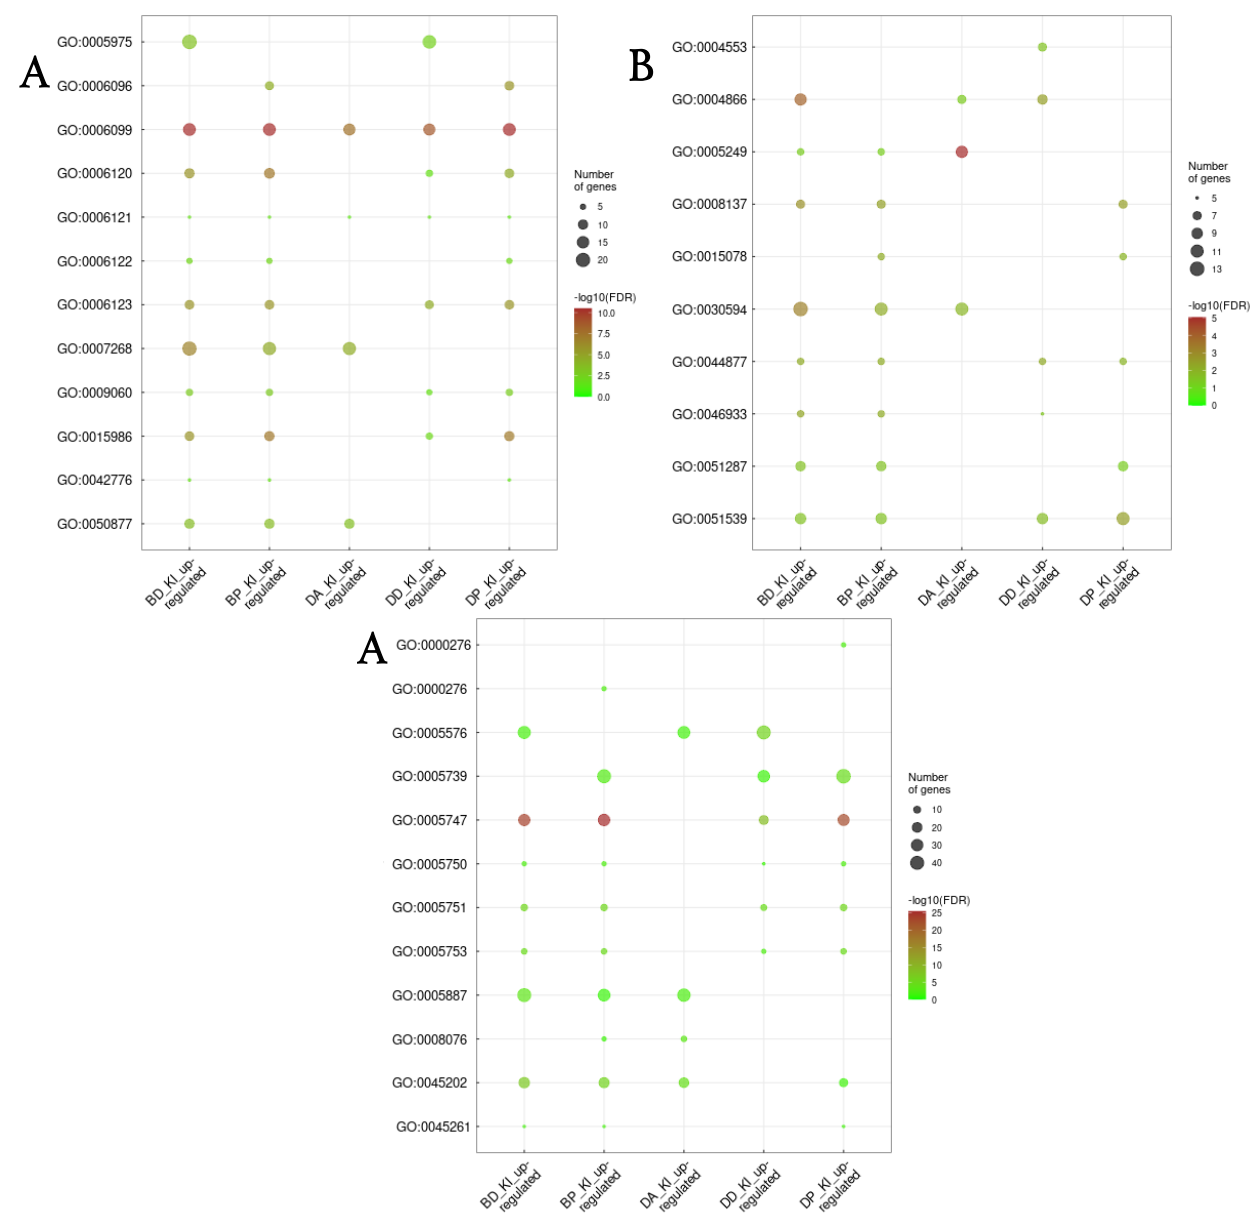 A
GO:0005975
GO:0006096
GO:0006099
GO:0006120
GO:0006121
GO:0006122
GO:0006123
GO:0007268
GO:0009060
GO:0015986
GO:0042776
GO:0050877
BD_KI_up-
regulated
BP_KI_up-
regulated
DA_KI_up-
regulated
DD_KI_up-
regulated
DP_KI_up-
regulated
Number
of genes
5
10
15
20
-log10(FDR)
10.0
7.5
5.0
2.5
0.0
B
GO:0004553
GO:0004866
GO:0005249
GO:0008137
GO:0015078
GO:0030594
GO:0044877
GO:0046933
GO:0051287
GO:0051539
BD_KI_up-
regulated
BP_KI_up-
regulated
DA_KI_up-
regulated
DD_KI_up-
regulated
DP_KI_up-
regulated
Number
of genes
5
7
9
11
13
-log10(FDR)
5
4
3
2
1
0
A
GO:0000276
GO:0000276
GO:0005576
GO:0005739
GO:0005747
GO:0005750
GO:0005751
GO:0005753
GO:0005887
GO:0008076
GO:0045202
GO:0045261
BD_KI_up-
regulated
BP_KI_up-
regulated
DA_KI_up-
regulated
DD_KI_up-
regulated
DP_KI_up-
regulated
Number
of genes
10
20
30
40
-log10(FDR)
25
20
15
10
5
0